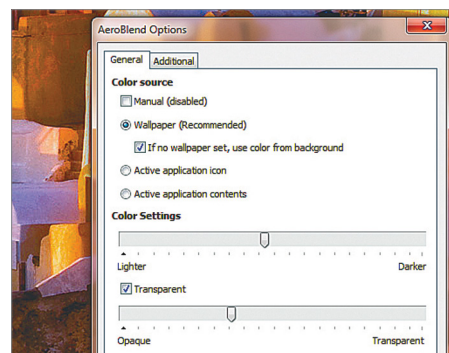 AeroBlend Options
General Additional
Color source
Manual (disabled)
Wallpaper (Recommended)
If no wallpaper set, use color from background
Active application icon
Active application contents
Color Settings
Lighter Darker
Transparent
Opaque Transparent